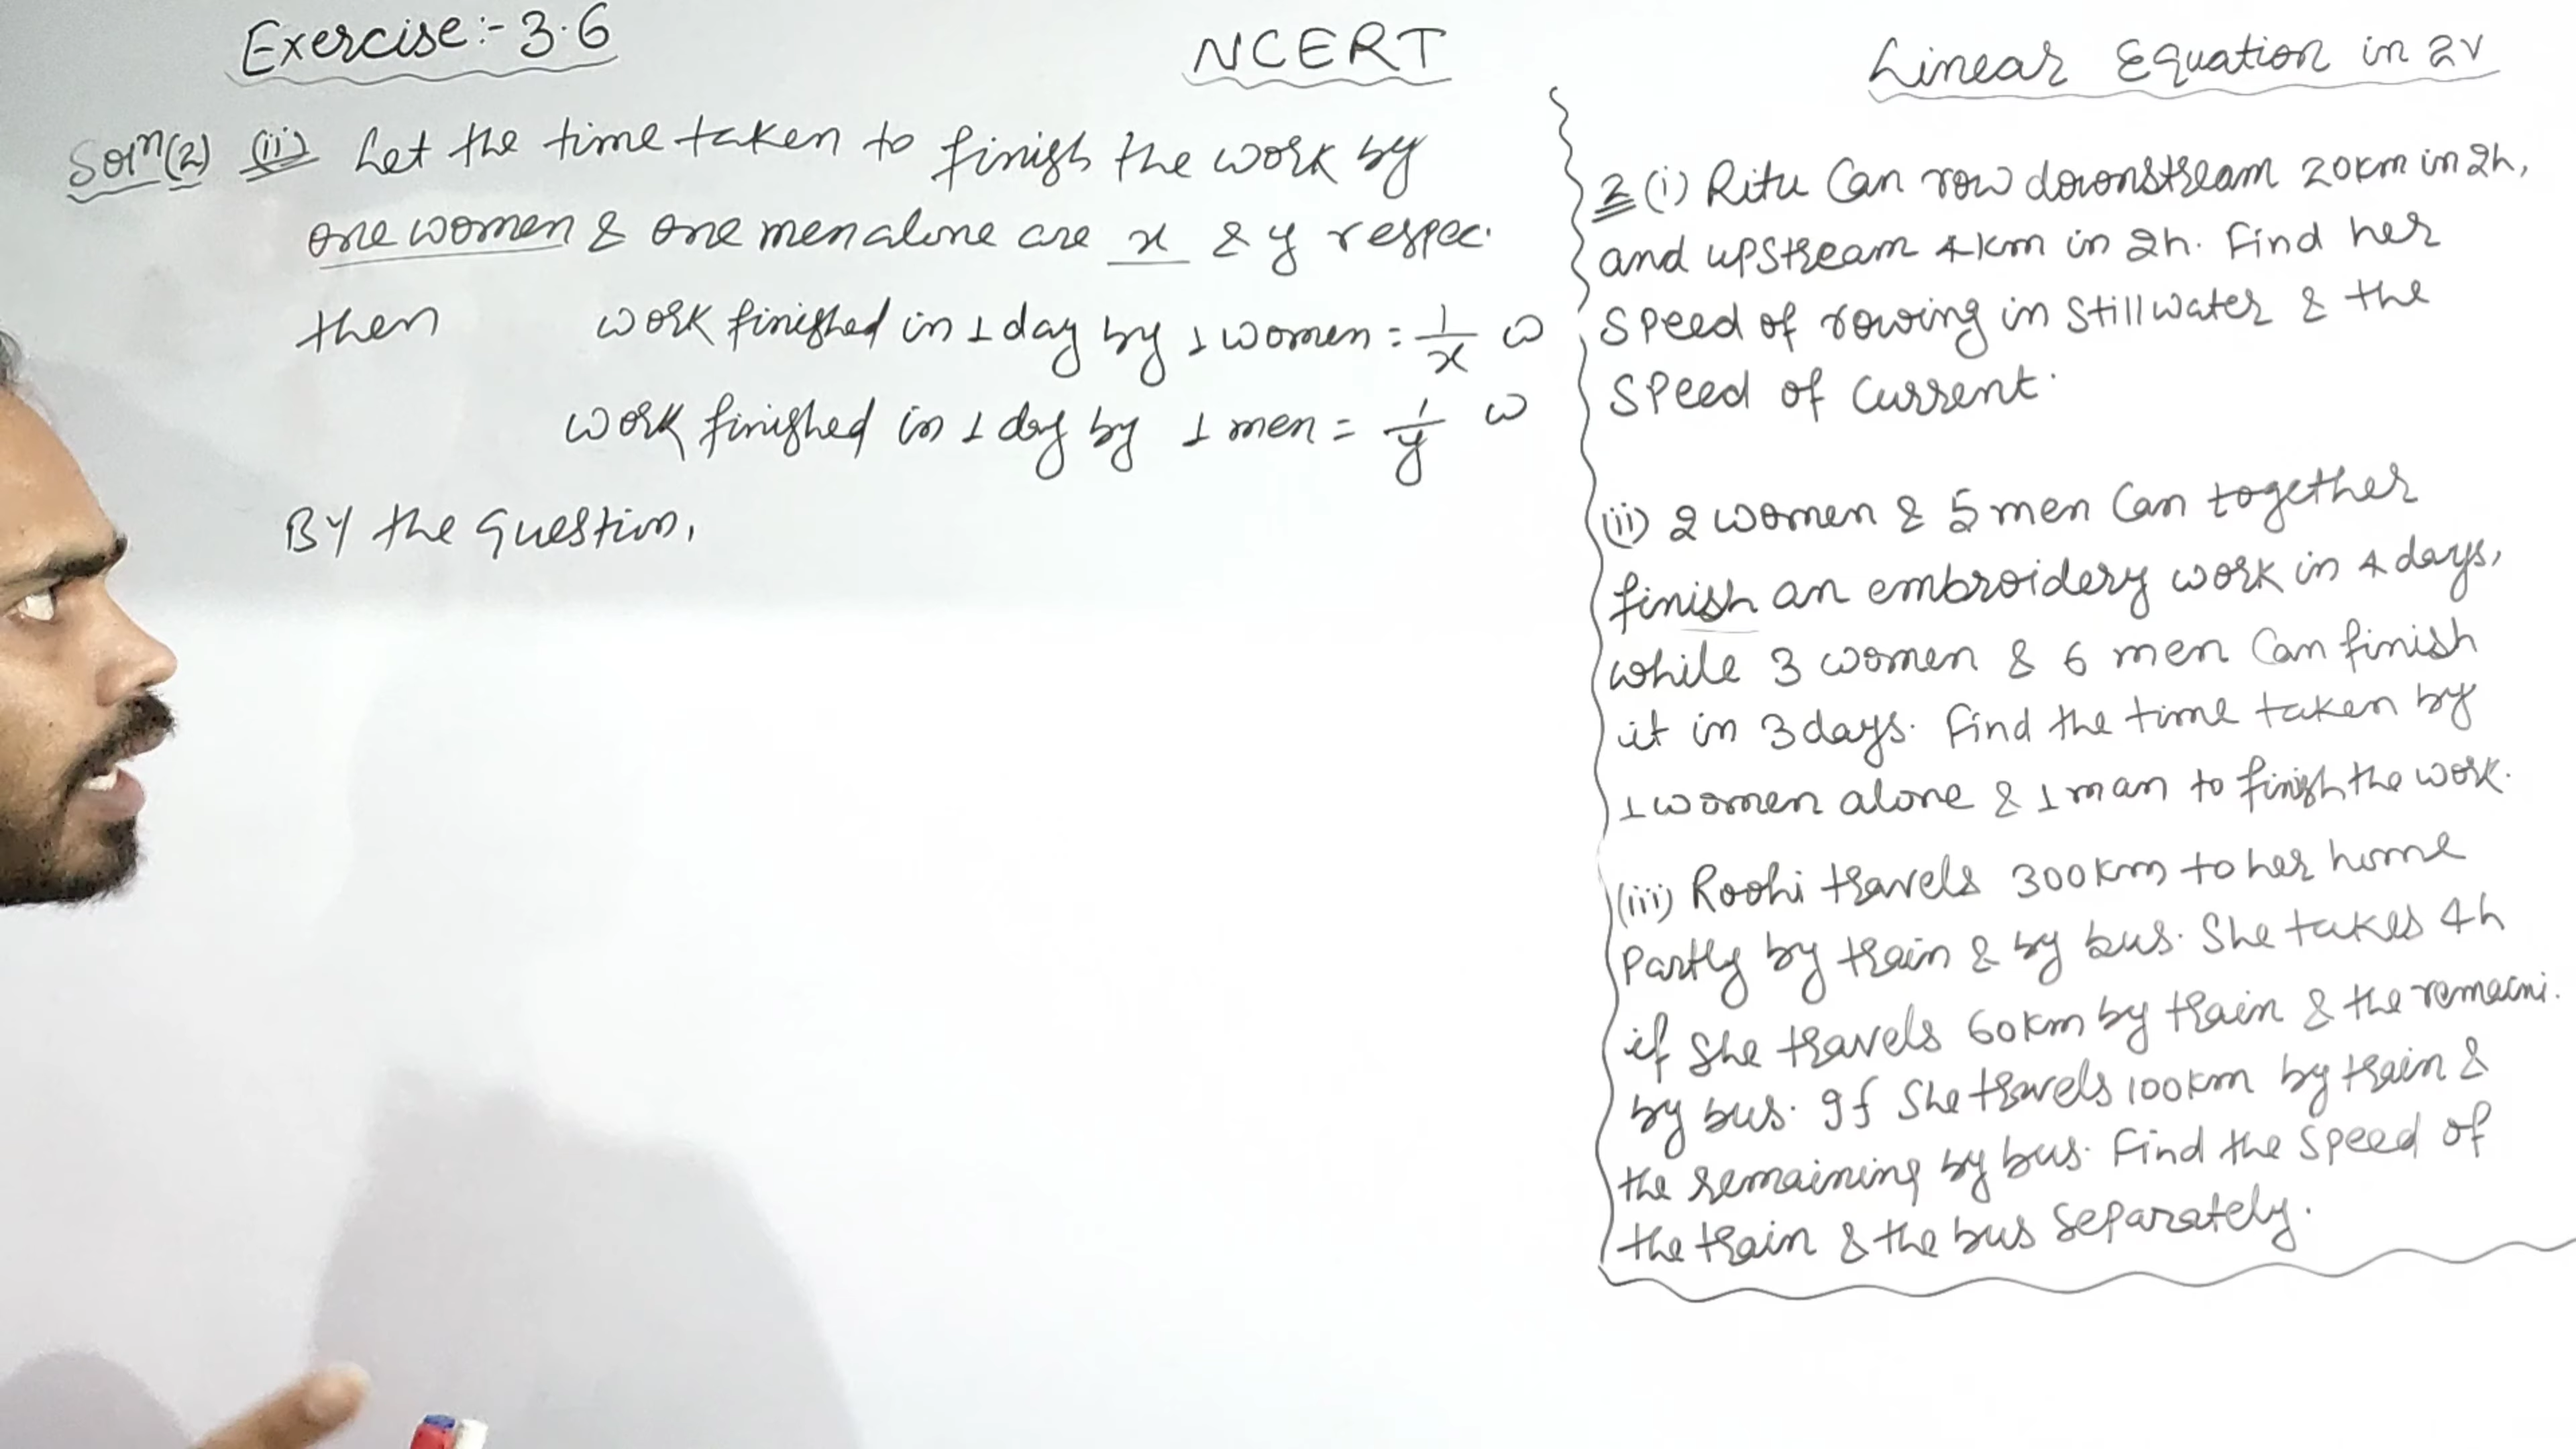 Exercise:- 3.6
NCERT
Linear Equation in 2V
Solⁿ(2) (ii) Let the time taken to finish the work by
one women & one men alone are x & y respec.
then work finished in 1 day by 1 women = 1/x w
work finished in 1 day by 1 men = 1/y w
By the Question,
2 (i) Ritu Can row downstream 20km in 2h,
and upstream 4km in 2h. Find her
Speed of rowing in still water & the
Speed of Current.
(ii) 2 women & 5 men Can together
finish an embroidery work in 4 days,
while 3 women & 6 men Can finish
it in 3 days. Find the time taken by
1 women alone & 1 man to finish the work.
(iii) Roohi travels 300km to her home
Partly by train & by bus. She takes 4h
if She travels 60km by train & the remaini.
by bus. If She travels 100km by train &
the remaining by bus. Find the Speed of
the train & the bus Separately.